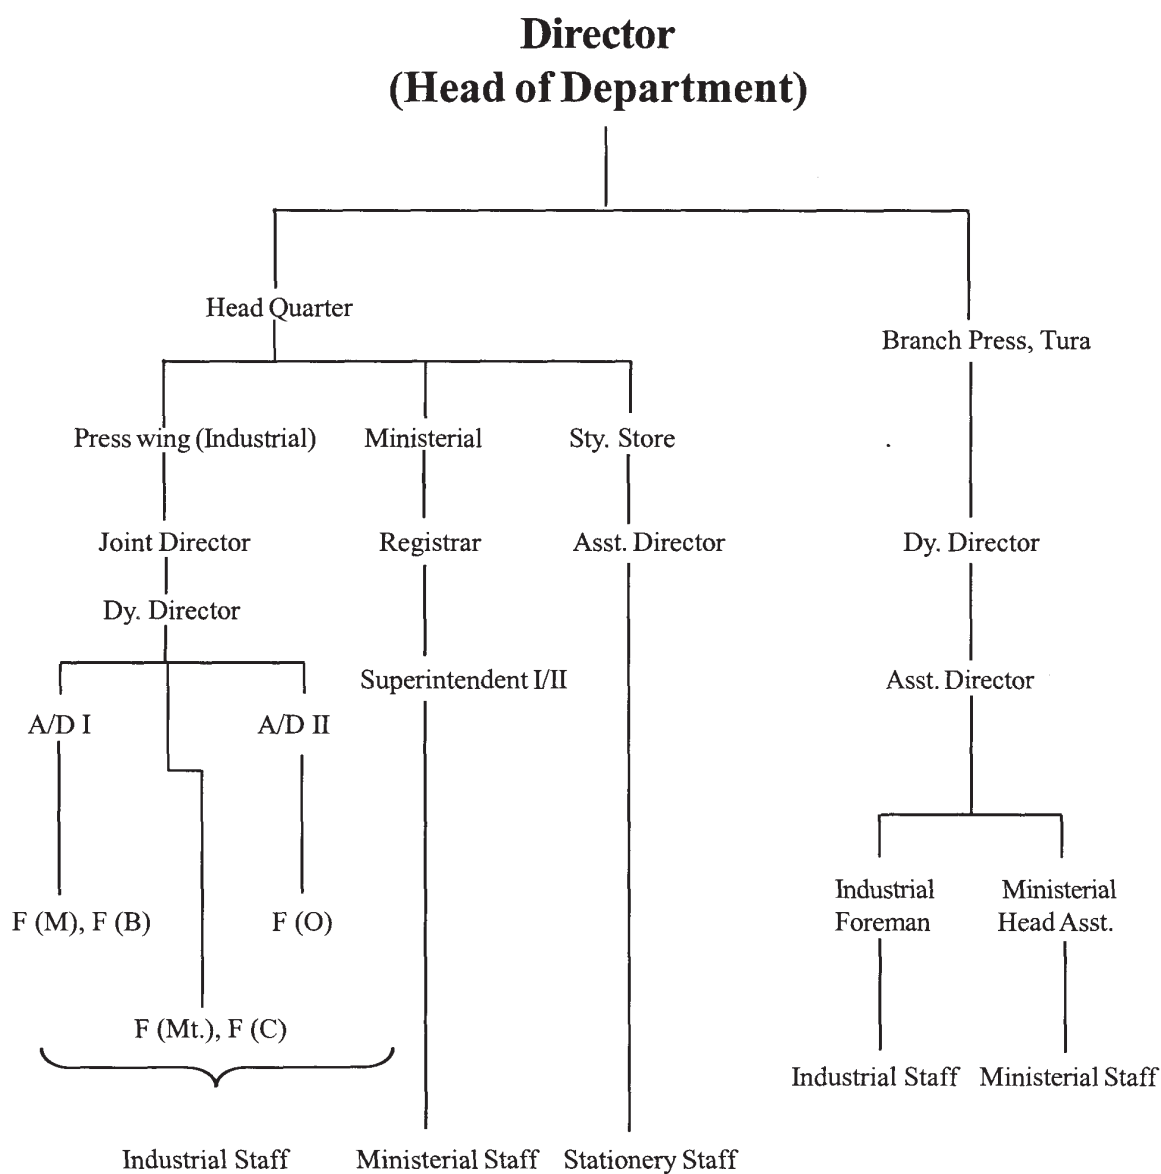 Director
(Head of Department)
Head Quarter
Branch Press, Tura
Press wing (Industrial)
Ministerial
Sty. Store
Joint Director
Registrar
Asst. Director
Dy. Director
Dy. Director
Superintendent I/II
Asst. Director
A/D I
A/D II
Industrial
Foreman
Ministerial
Head Asst.
F (M), F (B)
F (O)
F (Mt.), F (C)
Industrial Staff
Ministerial Staff
Industrial Staff
Ministerial Staff
Stationery Staff